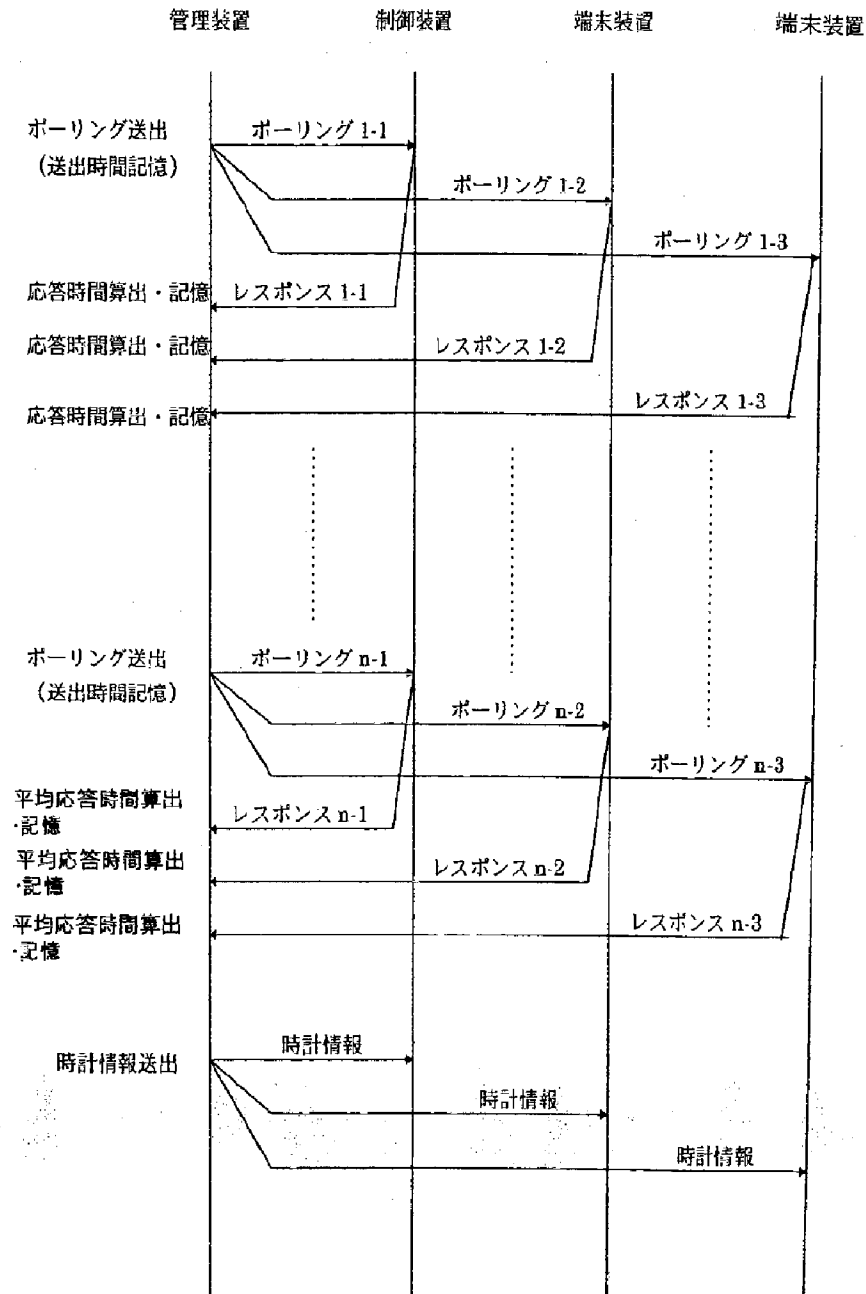 管理装置 制御装置 端末装置 端末装置
ポーリング送出 ポーリング 1-1
(送出時間記憶)
ポーリング 1-2
ポーリング 1-3
応答時間算出・記憶 レスポンス 1-1
応答時間算出・記憶 レスポンス 1-2
応答時間算出・記憶 レスポンス 1-3
ポーリング送出 ポーリング n-1
(送出時間記憶)
ポーリング n-2
ポーリング n-3
平均応答時間算出
・記憶 レスポンス n-1
平均応答時間算出
・記憶 レスポンス n-2
平均応答時間算出
・記憶 レスポンス n-3
時計情報送出 時計情報
時計情報
時計情報